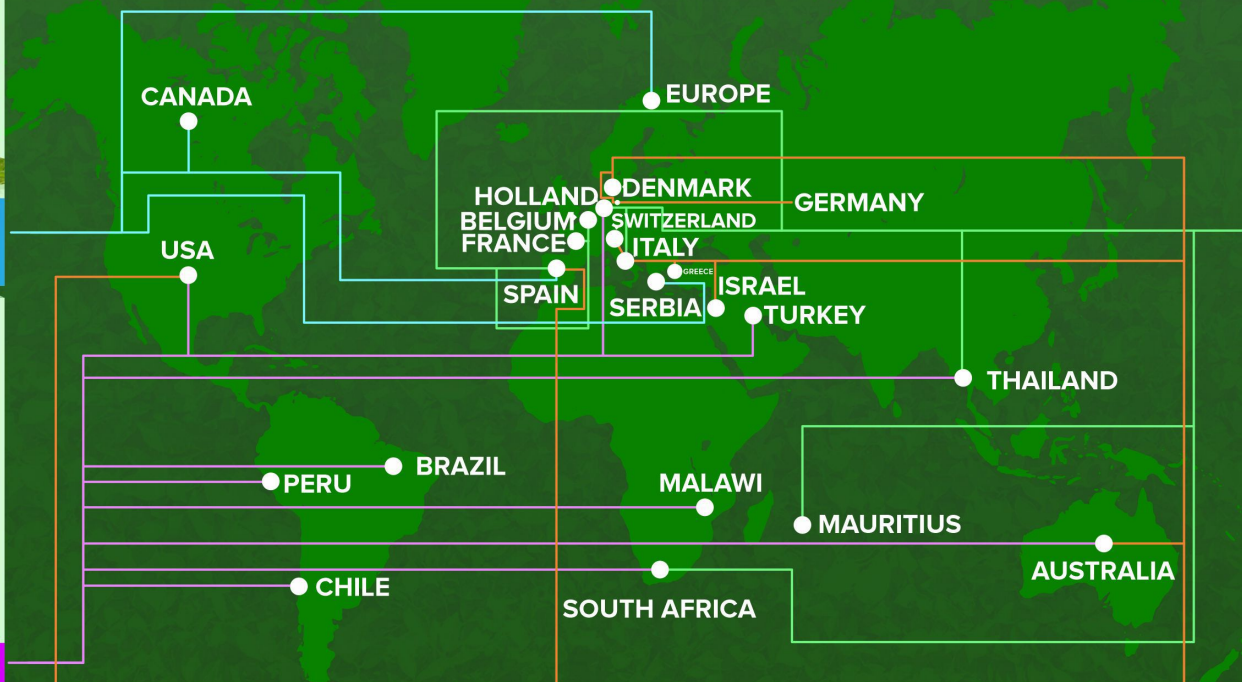 CANADA
EUROPE
HOLLAND
DENMARK
GERMANY
BELGIUM
SWITZERLAND
FRANCE
ITALY
USA
GREECE
SPAIN
ISRAEL
SERBIA
TURKEY
THAILAND
BRAZIL
PERU
MALAWI
MAURITIUS
AUSTRALIA
CHILE
SOUTH AFRICA